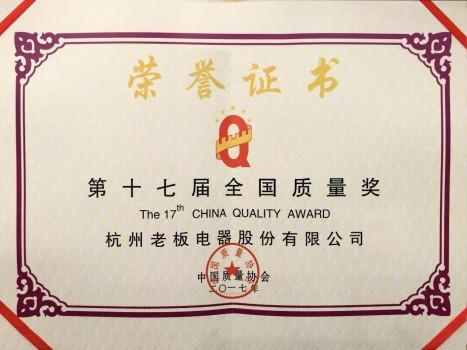 荣誉证书
第十七届全国质量奖
The 17th CHINA QUALITY AWARD
杭州老板电器股份有限公司
中国质量协会
二〇一七年